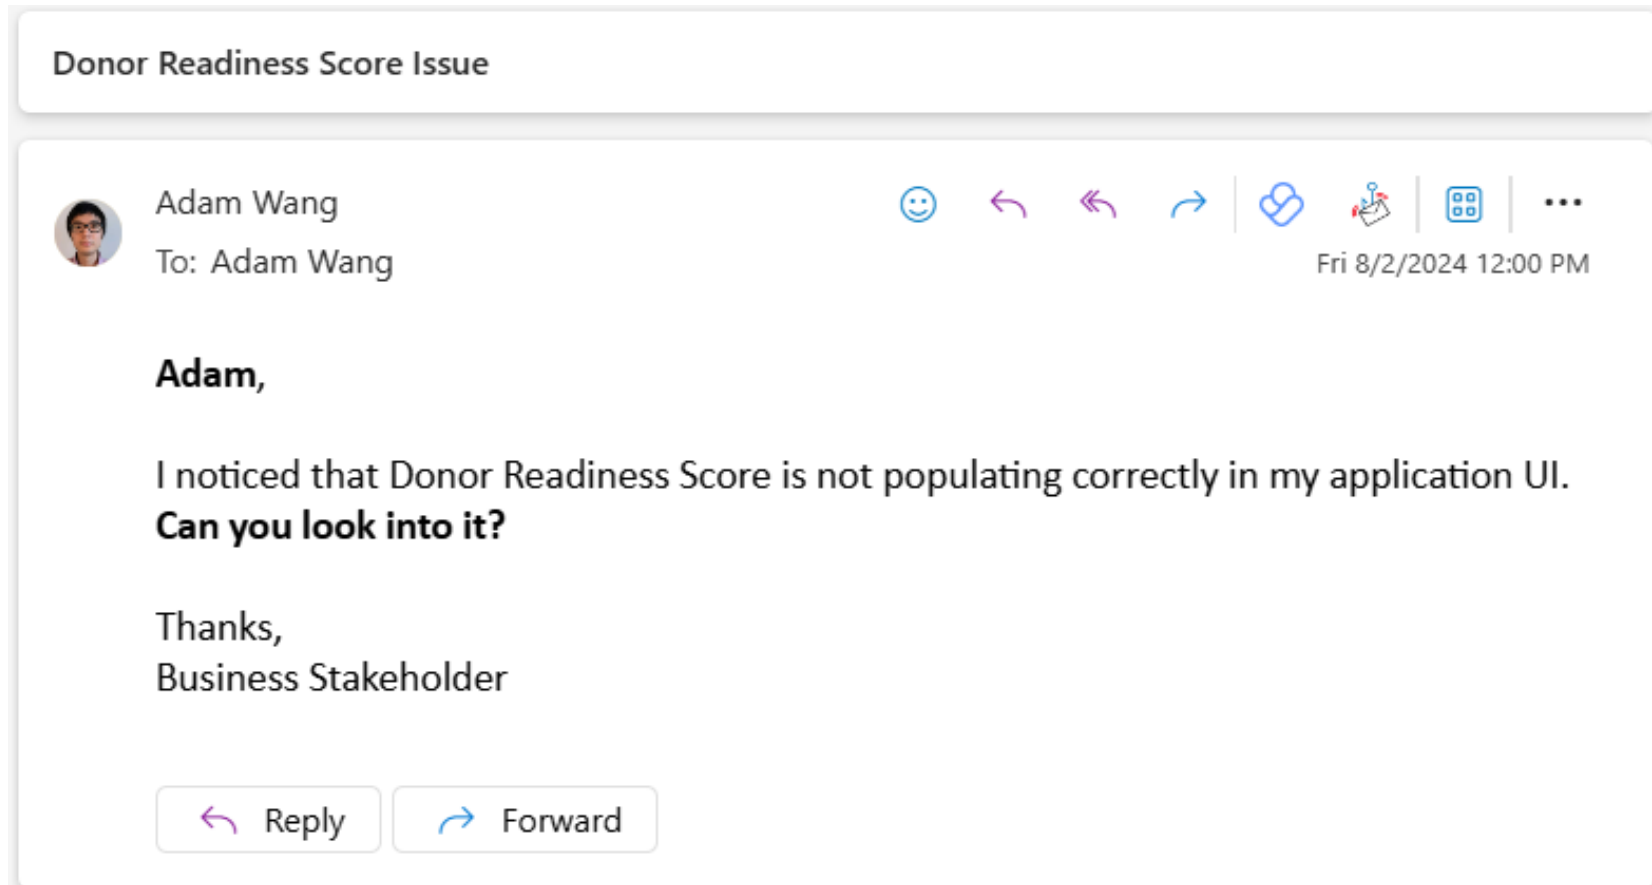 Donor Readiness Score Issue
Adam Wang
To: Adam Wang
Fri 8/2/2024 12:00 PM
Adam,
I noticed that Donor Readiness Score is not populating correctly in my application UI.
Can you look into it?
Thanks,
Business Stakeholder
Reply
Forward